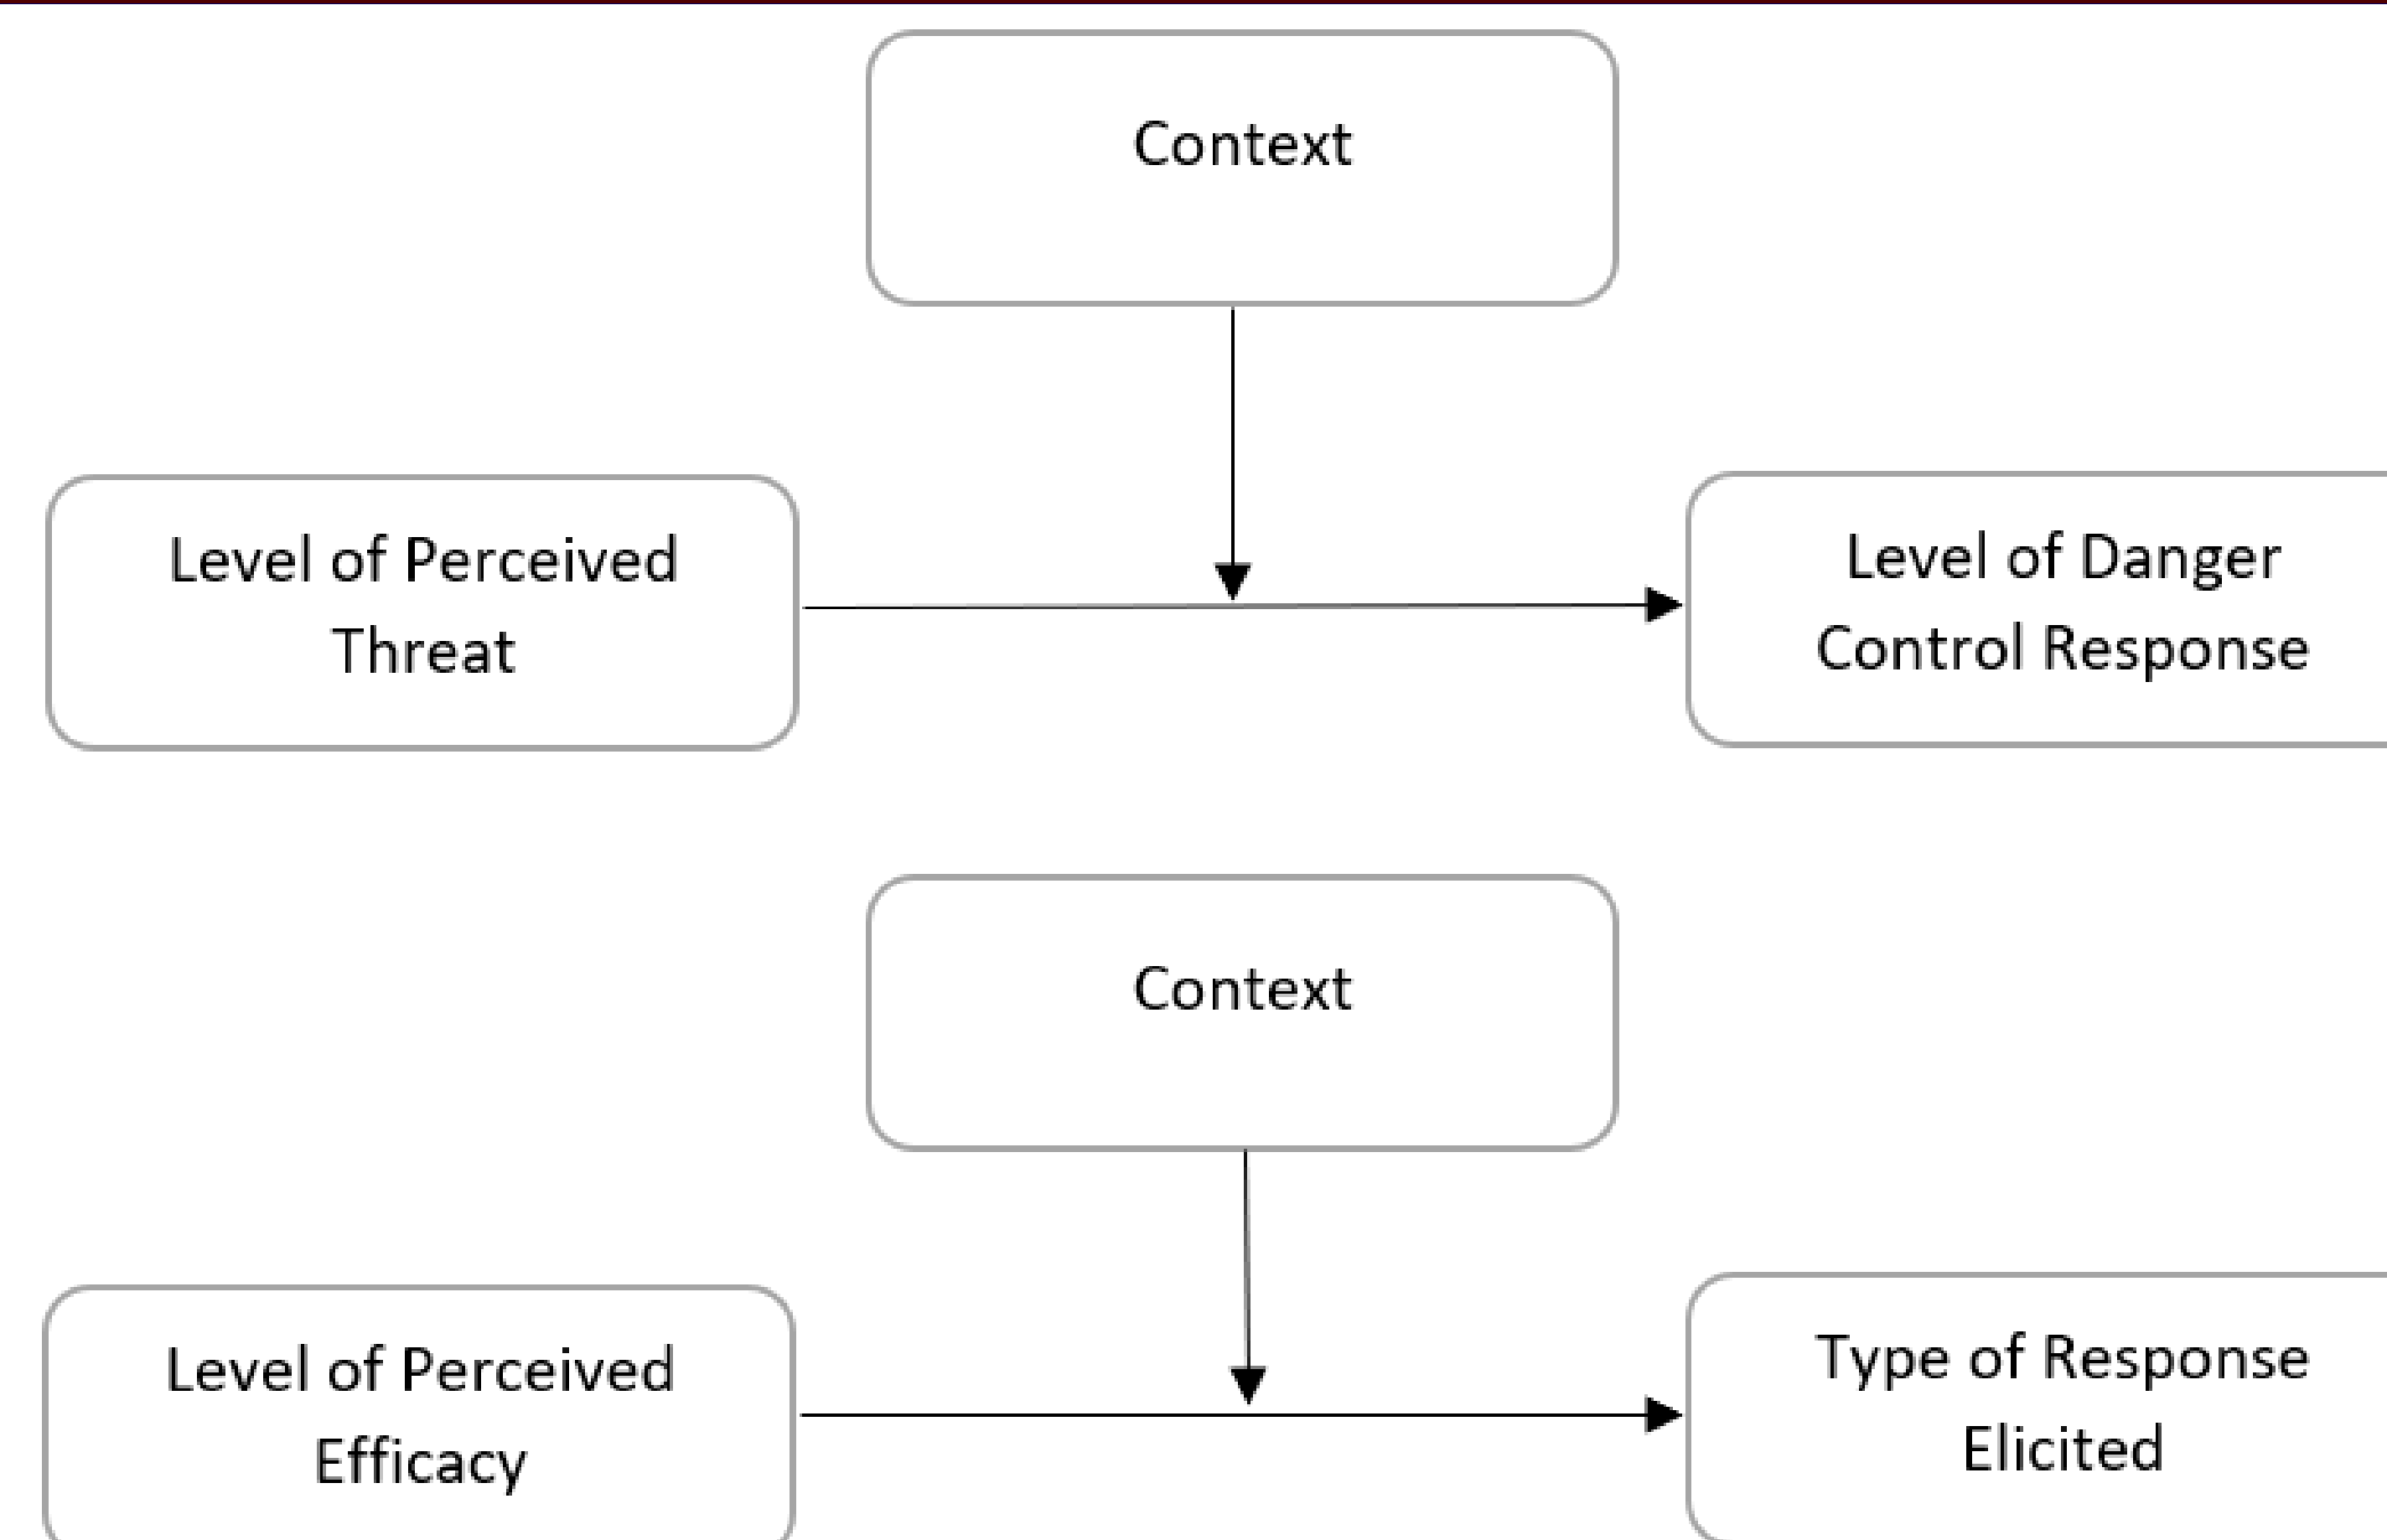 Context
Level of Perceived
Threat
Level of Danger
Control Response
Context
Level of Perceived
Efficacy
Type of Response
Elicited